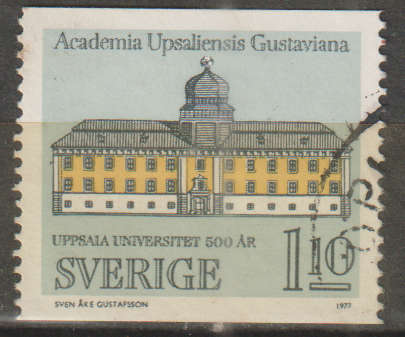 Academia Upsaliensis Gustaviana
UPPSALA UNIVERSITET 500 ÅR
SVERIGE 1.10
SVEN ÅKE GUSTAFSSON 1977